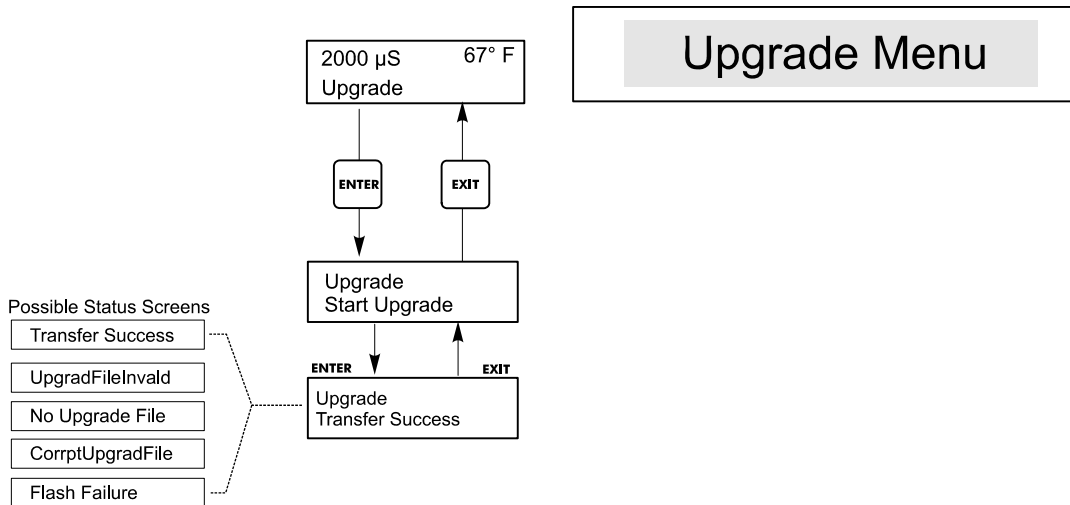 Upgrade Menu
2000 µS 67° F
Upgrade
ENTER EXIT
Upgrade
Start Upgrade
Possible Status Screens
Transfer Success
UpgradFileInvald
No Upgrade File
CorrptUpgradFile
Flash Failure
ENTER EXIT
Upgrade
Transfer Success